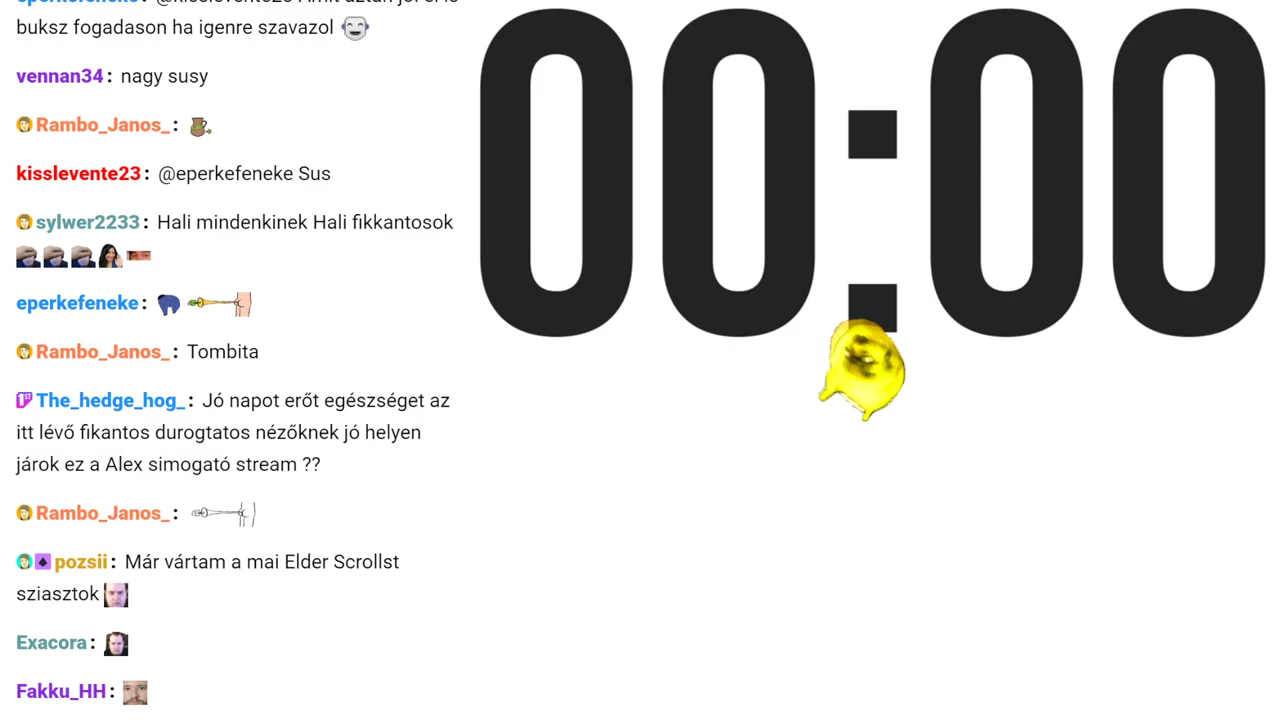 buksz fogadason ha igenre szavazol
vennan34: nagy susy
Rambo_Janos_:
kisslevente23: @eperkefeneke Sus
sylwer2233: Hali mindenkinek Hali fikkantosok
eperkefeneke:
Rambo_Janos_: Tombita
The_hedge_hog_: Jó napot erőt egészséget az
itt lévő fikantos durogtatos nézőknek jó helyen
járok ez a Alex simogató stream ??
Rambo_Janos_:
pozsii: Már vártam a mai Elder Scrollst
sziasztok
Exacora:
Fakku_HH:
00:00